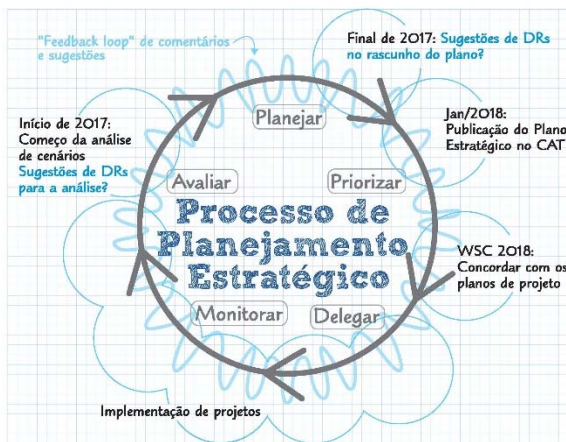 "Feedback loop" de comentários
e sugestões
Final de 2017: Sugestões de DRs
no rascunho do plano?
Planejar
Início de 2017:
Começo da análise
de cenários
Sugestões de DRs
para a análise?
Jan/2018:
Publicação do Plano
Estratégico no CAT
Avaliar
Priorizar
Processo de
Planejamento
Estratégico
WSC 2018:
Concordar com os
planos de projeto
Monitorar
Delegar
Implementação de projetos